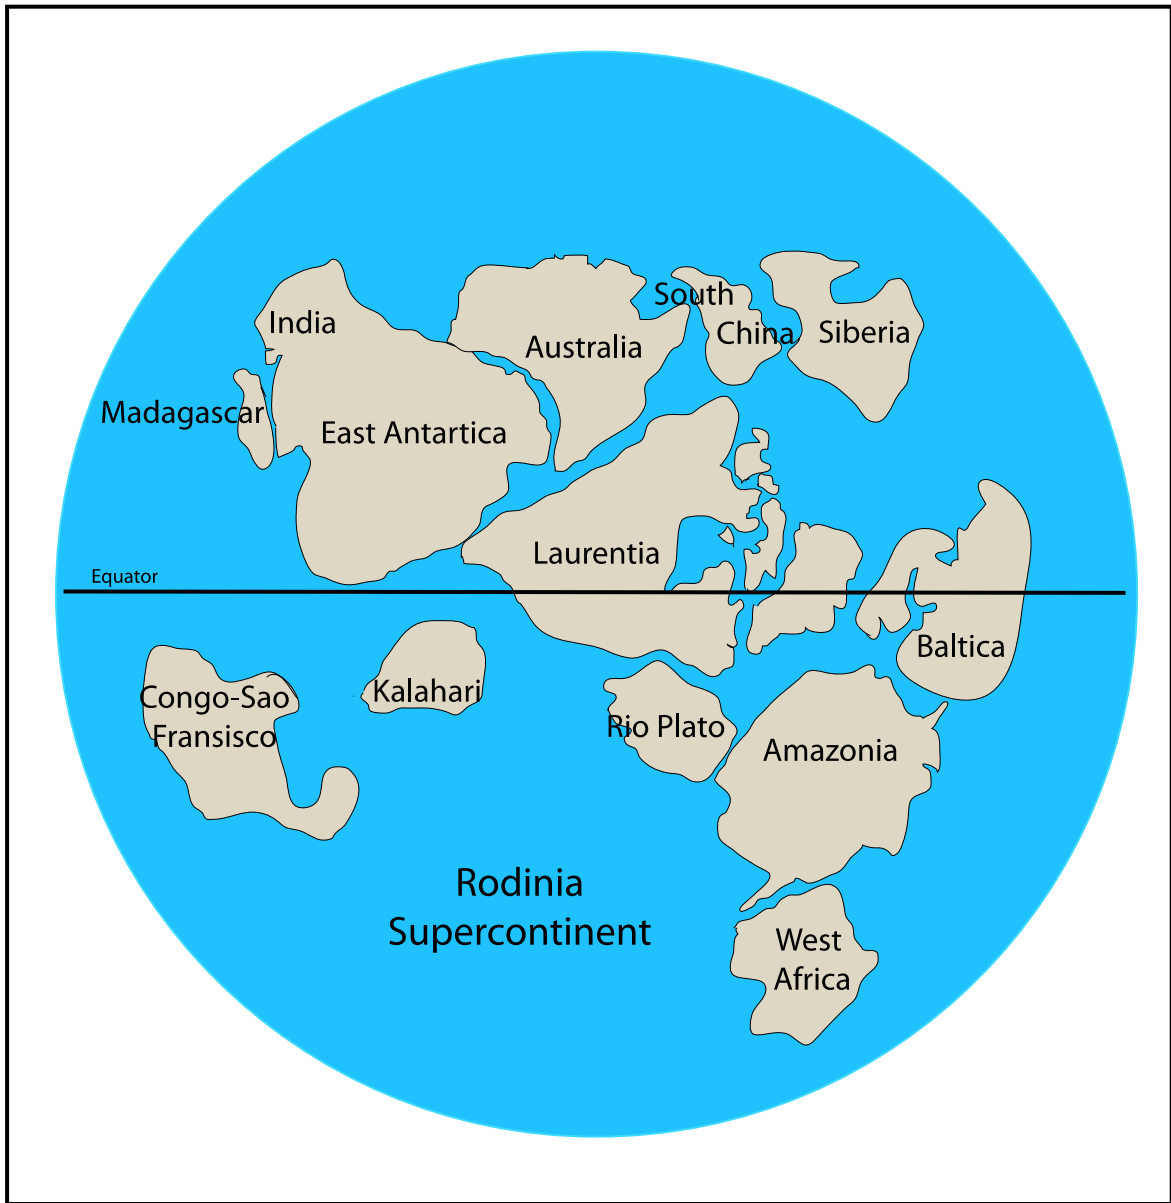 South
China
Siberia
India
Australia
Madagascar
East Antartica
Laurentia
Equator
Baltica
Congo-Sao
Fransisco
Kalahari
Rio Plato
Amazonia
Rodinia
Supercontinent
West
Africa